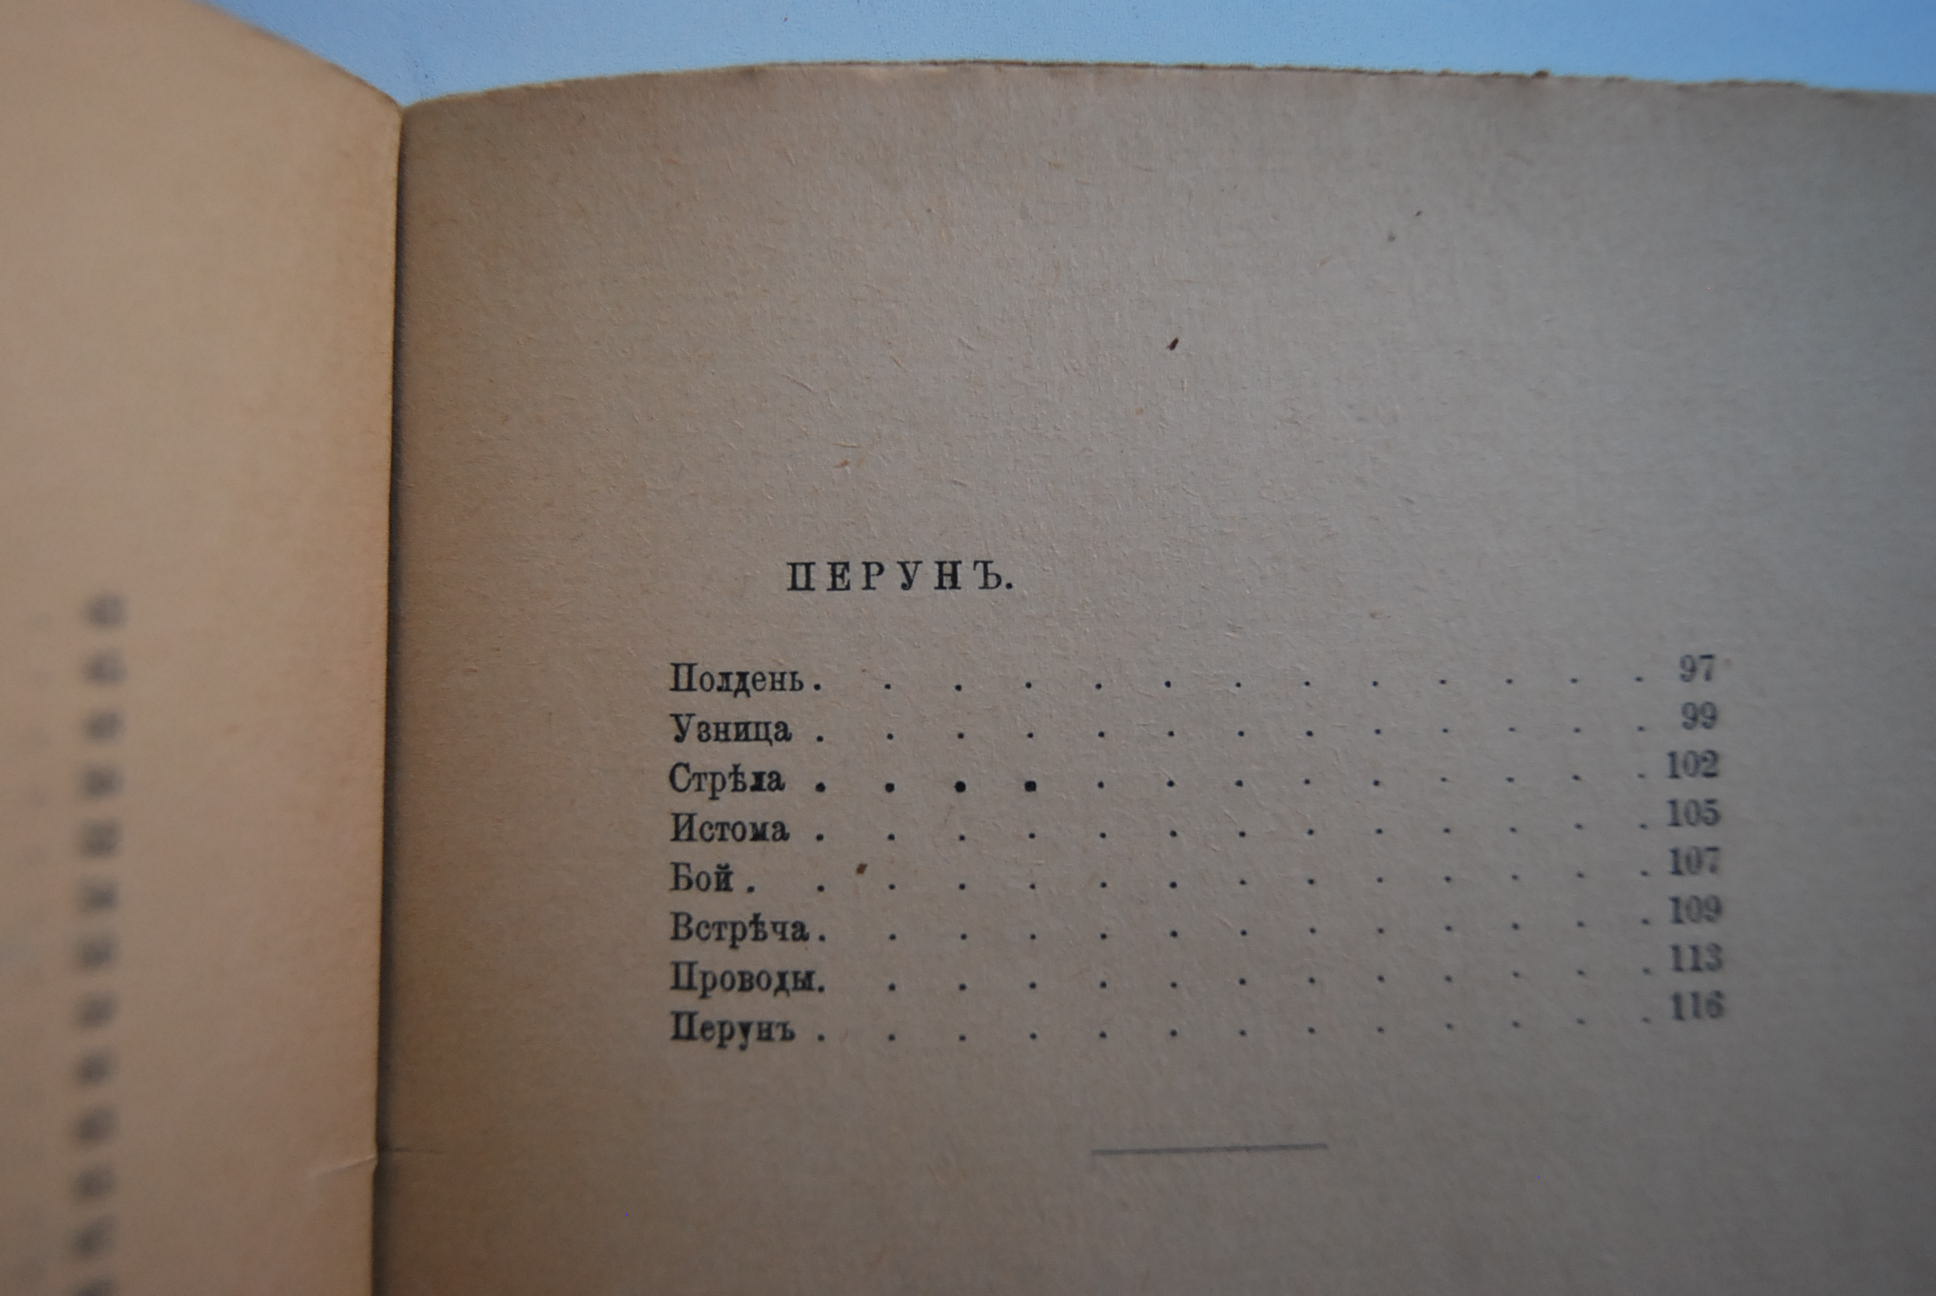 ПЕРУНЪ.
Полдень. . . . . . . . . . . . . 97
Узница . . . . . . . . . . . . . 99
Стрѣла . . . . . . . . . . . . . 102
Истома . . . . . . . . . . . . . 105
Бой . . . . . . . . . . . . . . 107
Встрѣча. . . . . . . . . . . . . 109
Проводы. . . . . . . . . . . . . 113
Перунъ . . . . . . . . . . . . . 116